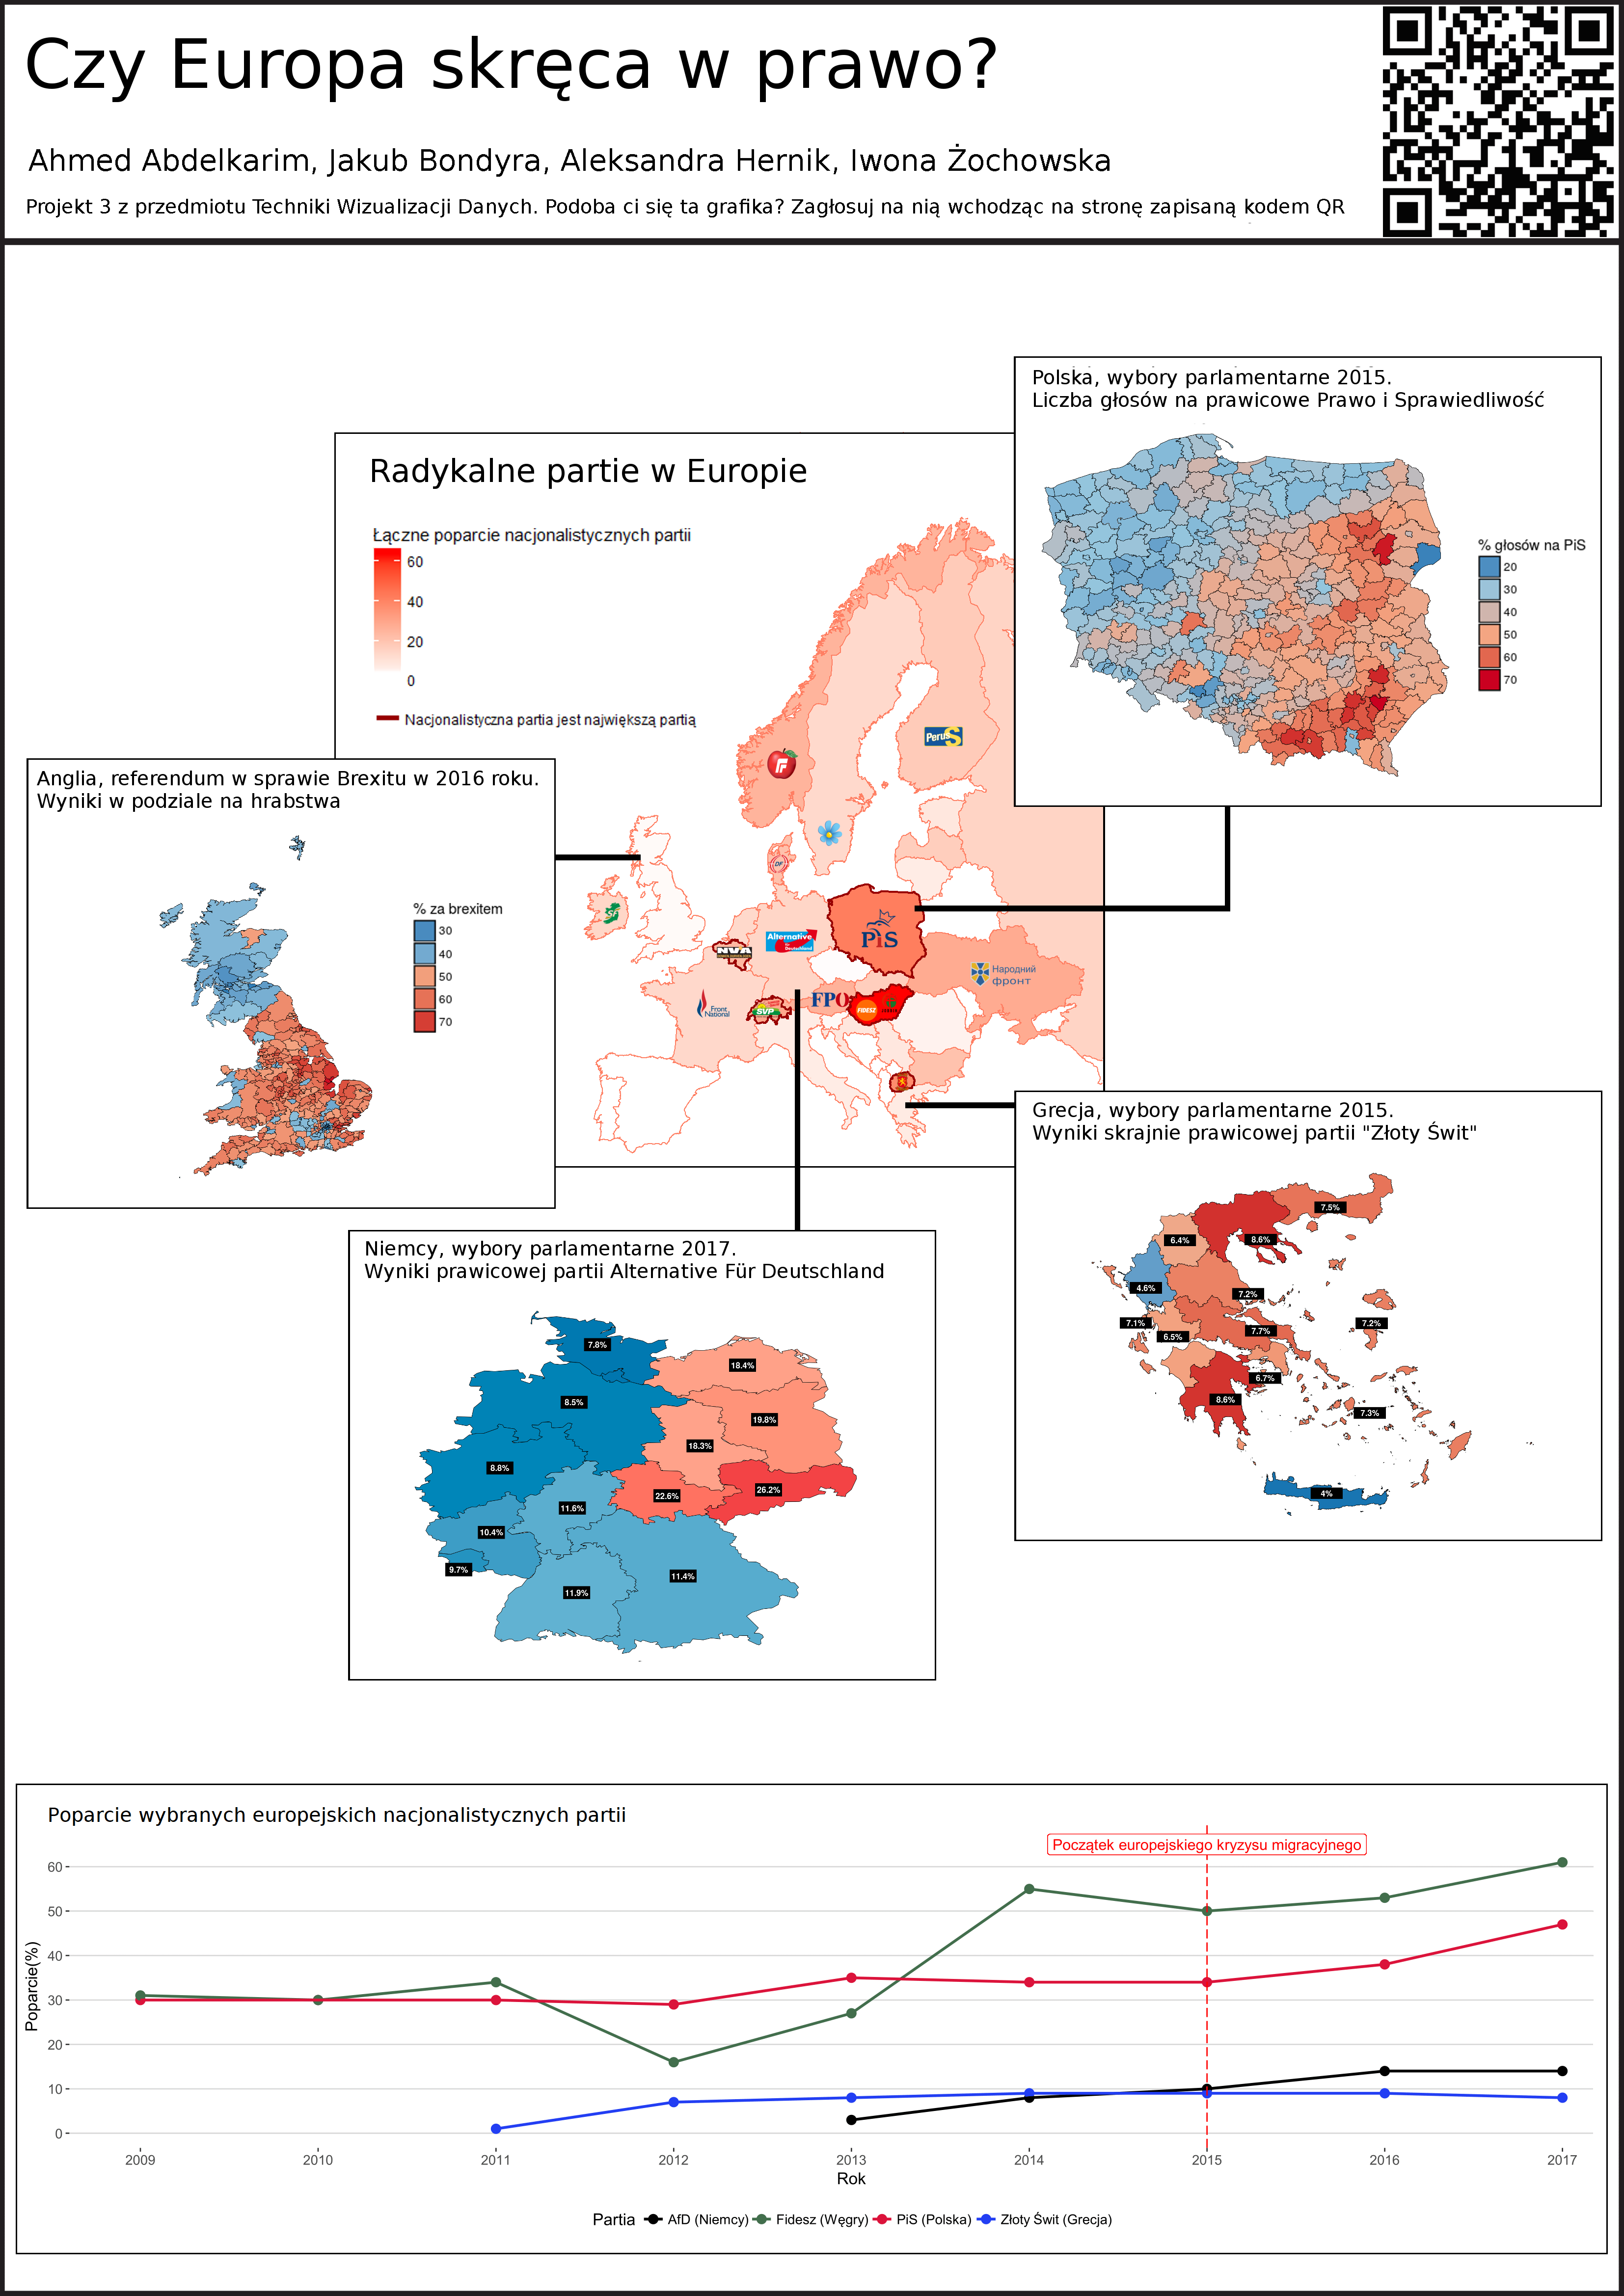 Czy Europa skręca w prawo?
Ahmed Abdelkarim, Jakub Bondyra, Aleksandra Hernik, Iwona Żochowska
Projekt 3 z przedmiotu Techniki Wizualizacji Danych. Podoba ci się ta grafika? Zagłosuj na nią wchodząc na stronę zapisaną kodem QR
Polska, wybory parlamentarne 2015.
Liczba głosów na prawicowe Prawo i Sprawiedliwość
% głosów na PiS
20
30
40
50
60
70
Radykalne partie w Europie
Łączne poparcie nacjonalistycznych partii
60
40
20
0
Nacjonalistyczna partia jest największą partią
PeruS
DF
SF
Alternative
für
Deutschland
PiS
NVA
Народний
фронт
Front
National
SVP
FPÖ
FIDESZ
Anglia, referendum w sprawie Brexitu w 2016 roku.
Wyniki w podziale na hrabstwa
% za brexitem
30
40
50
60
70
Grecja, wybory parlamentarne 2015.
Wyniki skrajnie prawicowej partii "Złoty Świt"
7.5%
6.4%
8.6%
4.6%
7.2%
7.1%
7.2%
6.5%
7.7%
6.7%
8.6%
7.3%
4%
Niemcy, wybory parlamentarne 2017.
Wyniki prawicowej partii Alternative Für Deutschland
7.8%
18.4%
8.5%
19.8%
18.3%
8.8%
22.6%
26.2%
11.6%
10.4%
9.7%
11.4%
11.9%
Poparcie wybranych europejskich nacjonalistycznych partii
Początek europejskiego kryzysu migracyjnego
Poparcie(%)
60
50
40
30
20
10
0
2009 2010 2011 2012 2013 2014 2015 2016 2017
Rok
Partia AfD (Niemcy) Fidesz (Węgry) PiS (Polska) Złoty Świt (Grecja)